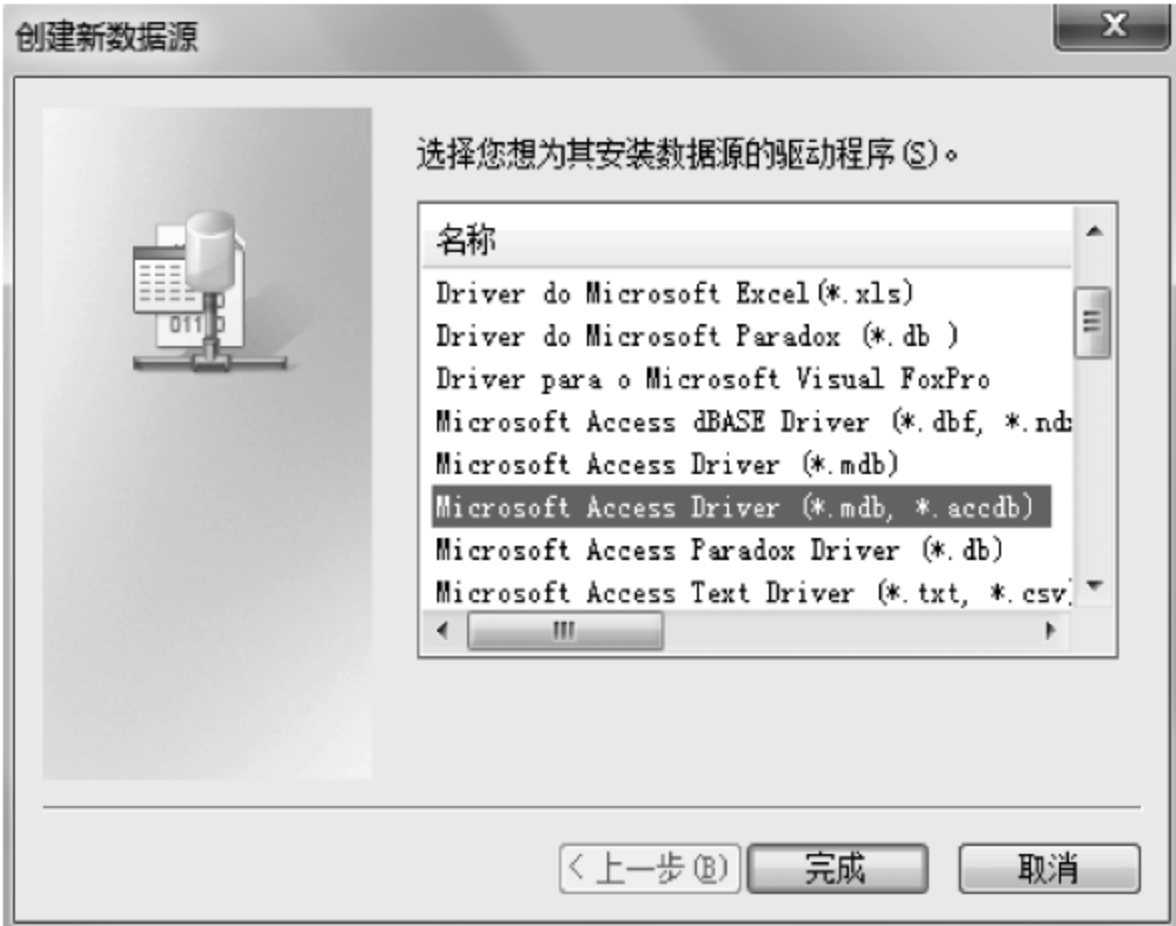 创建新数据源
选择您想为其安装数据源的驱动程序(S)。
名称
Driver do Microsoft Excel(*.xls)
Driver do Microsoft Paradox (*.db )
Driver para o Microsoft Visual FoxPro
Microsoft Access dBASE Driver (*.dbf, *.ndx
Microsoft Access Driver (*.mdb)
Microsoft Access Driver (*.mdb, *.accdb)
Microsoft Access Paradox Driver (*.db)
Microsoft Access Text Driver (*.txt, *.csv)
<上一步(B) 完成 取消